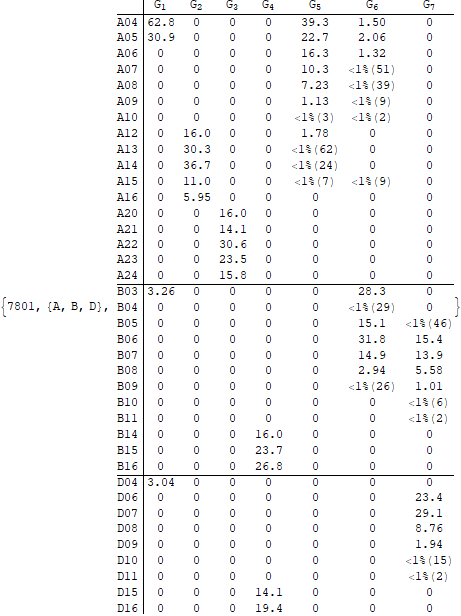 G₁ G₂ G₃ G₄ G₅ G₆ G₇
A04 62.8 0 0 0 39.3 1.50 0
A05 30.9 0 0 0 22.7 2.06 0
A06 0 0 0 0 16.3 1.32 0
A07 0 0 0 0 10.3 <1%(51) 0
A08 0 0 0 0 7.23 <1%(39) 0
A09 0 0 0 0 1.13 <1%(9) 0
A10 0 0 0 0 <1%(3) <1%(2) 0
A12 0 16.0 0 0 1.78 0 0
A13 0 30.3 0 0 <1%(62) 0 0
A14 0 36.7 0 0 <1%(24) 0 0
A15 0 11.0 0 0 <1%(7) <1%(9) 0
A16 0 5.95 0 0 0 0 0
A20 0 0 16.0 0 0 0 0
A21 0 0 14.1 0 0 0 0
A22 0 0 30.6 0 0 0 0
A23 0 0 23.5 0 0 0 0
A24 0 0 15.8 0 0 0 0
B03 3.26 0 0 0 0 28.3 0
{7801, {A, B, D}, B04 0 0 0 0 0 <1%(29) 0 }
B05 0 0 0 0 0 15.1 <1%(46)
B06 0 0 0 0 0 31.8 15.4
B07 0 0 0 0 0 14.9 13.9
B08 0 0 0 0 0 2.94 5.58
B09 0 0 0 0 0 <1%(26) 1.01
B10 0 0 0 0 0 0 <1%(6)
B11 0 0 0 0 0 0 <1%(2)
B14 0 0 0 16.0 0 0 0
B15 0 0 0 23.7 0 0 0
B16 0 0 0 26.8 0 0 0
D04 3.04 0 0 0 0 0 0
D06 0 0 0 0 0 0 23.4
D07 0 0 0 0 0 0 29.1
D08 0 0 0 0 0 0 8.76
D09 0 0 0 0 0 0 1.94
D10 0 0 0 0 0 0 <1%(15)
D11 0 0 0 0 0 0 <1%(2)
D15 0 0 0 14.1 0 0 0
D16 0 0 0 19.4 0 0 0